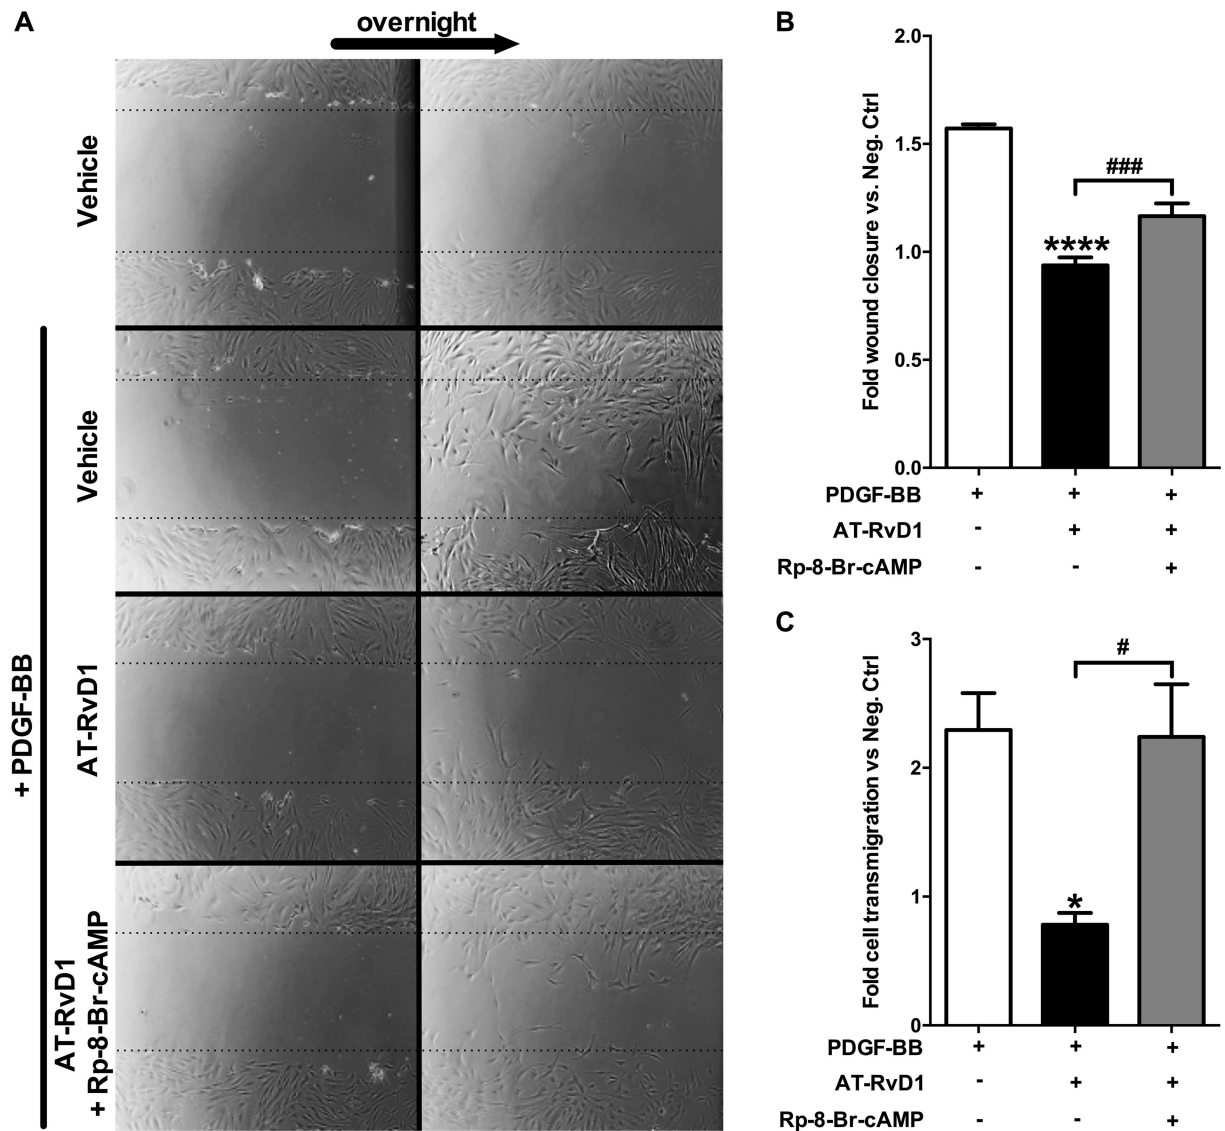 A
overnight
Vehicle
+ PDGF-BB
Vehicle
AT-RvD1
AT-RvD1
+ Rp-8-Br-cAMP
B
Fold wound closure vs. Neg. Ctrl
2.0
1.5
1.0
0.5
0.0
###
****
PDGF-BB + + +
AT-RvD1 - + +
Rp-8-Br-cAMP - - +
C
Fold cell transmigration vs Neg. Ctrl
3
2
1
0
#
*
PDGF-BB + + +
AT-RvD1 - + +
Rp-8-Br-cAMP - - +